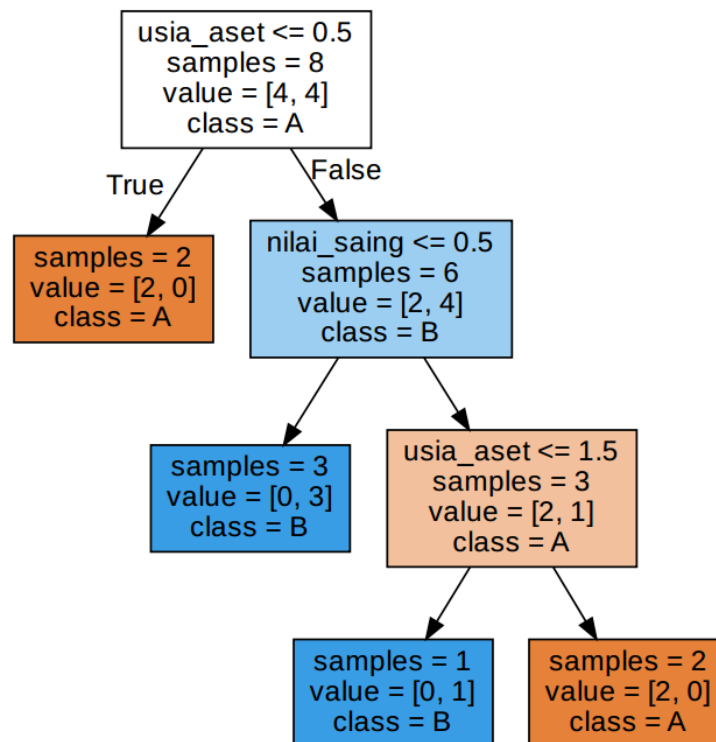 usia_aset <= 0.5
samples = 8
value = [4, 4]
class = A
True
False
samples = 2
value = [2, 0]
class = A
nilai_saing <= 0.5
samples = 6
value = [2, 4]
class = B
samples = 3
value = [0, 3]
class = B
usia_aset <= 1.5
samples = 3
value = [2, 1]
class = A
samples = 1
value = [0, 1]
class = B
samples = 2
value = [2, 0]
class = A